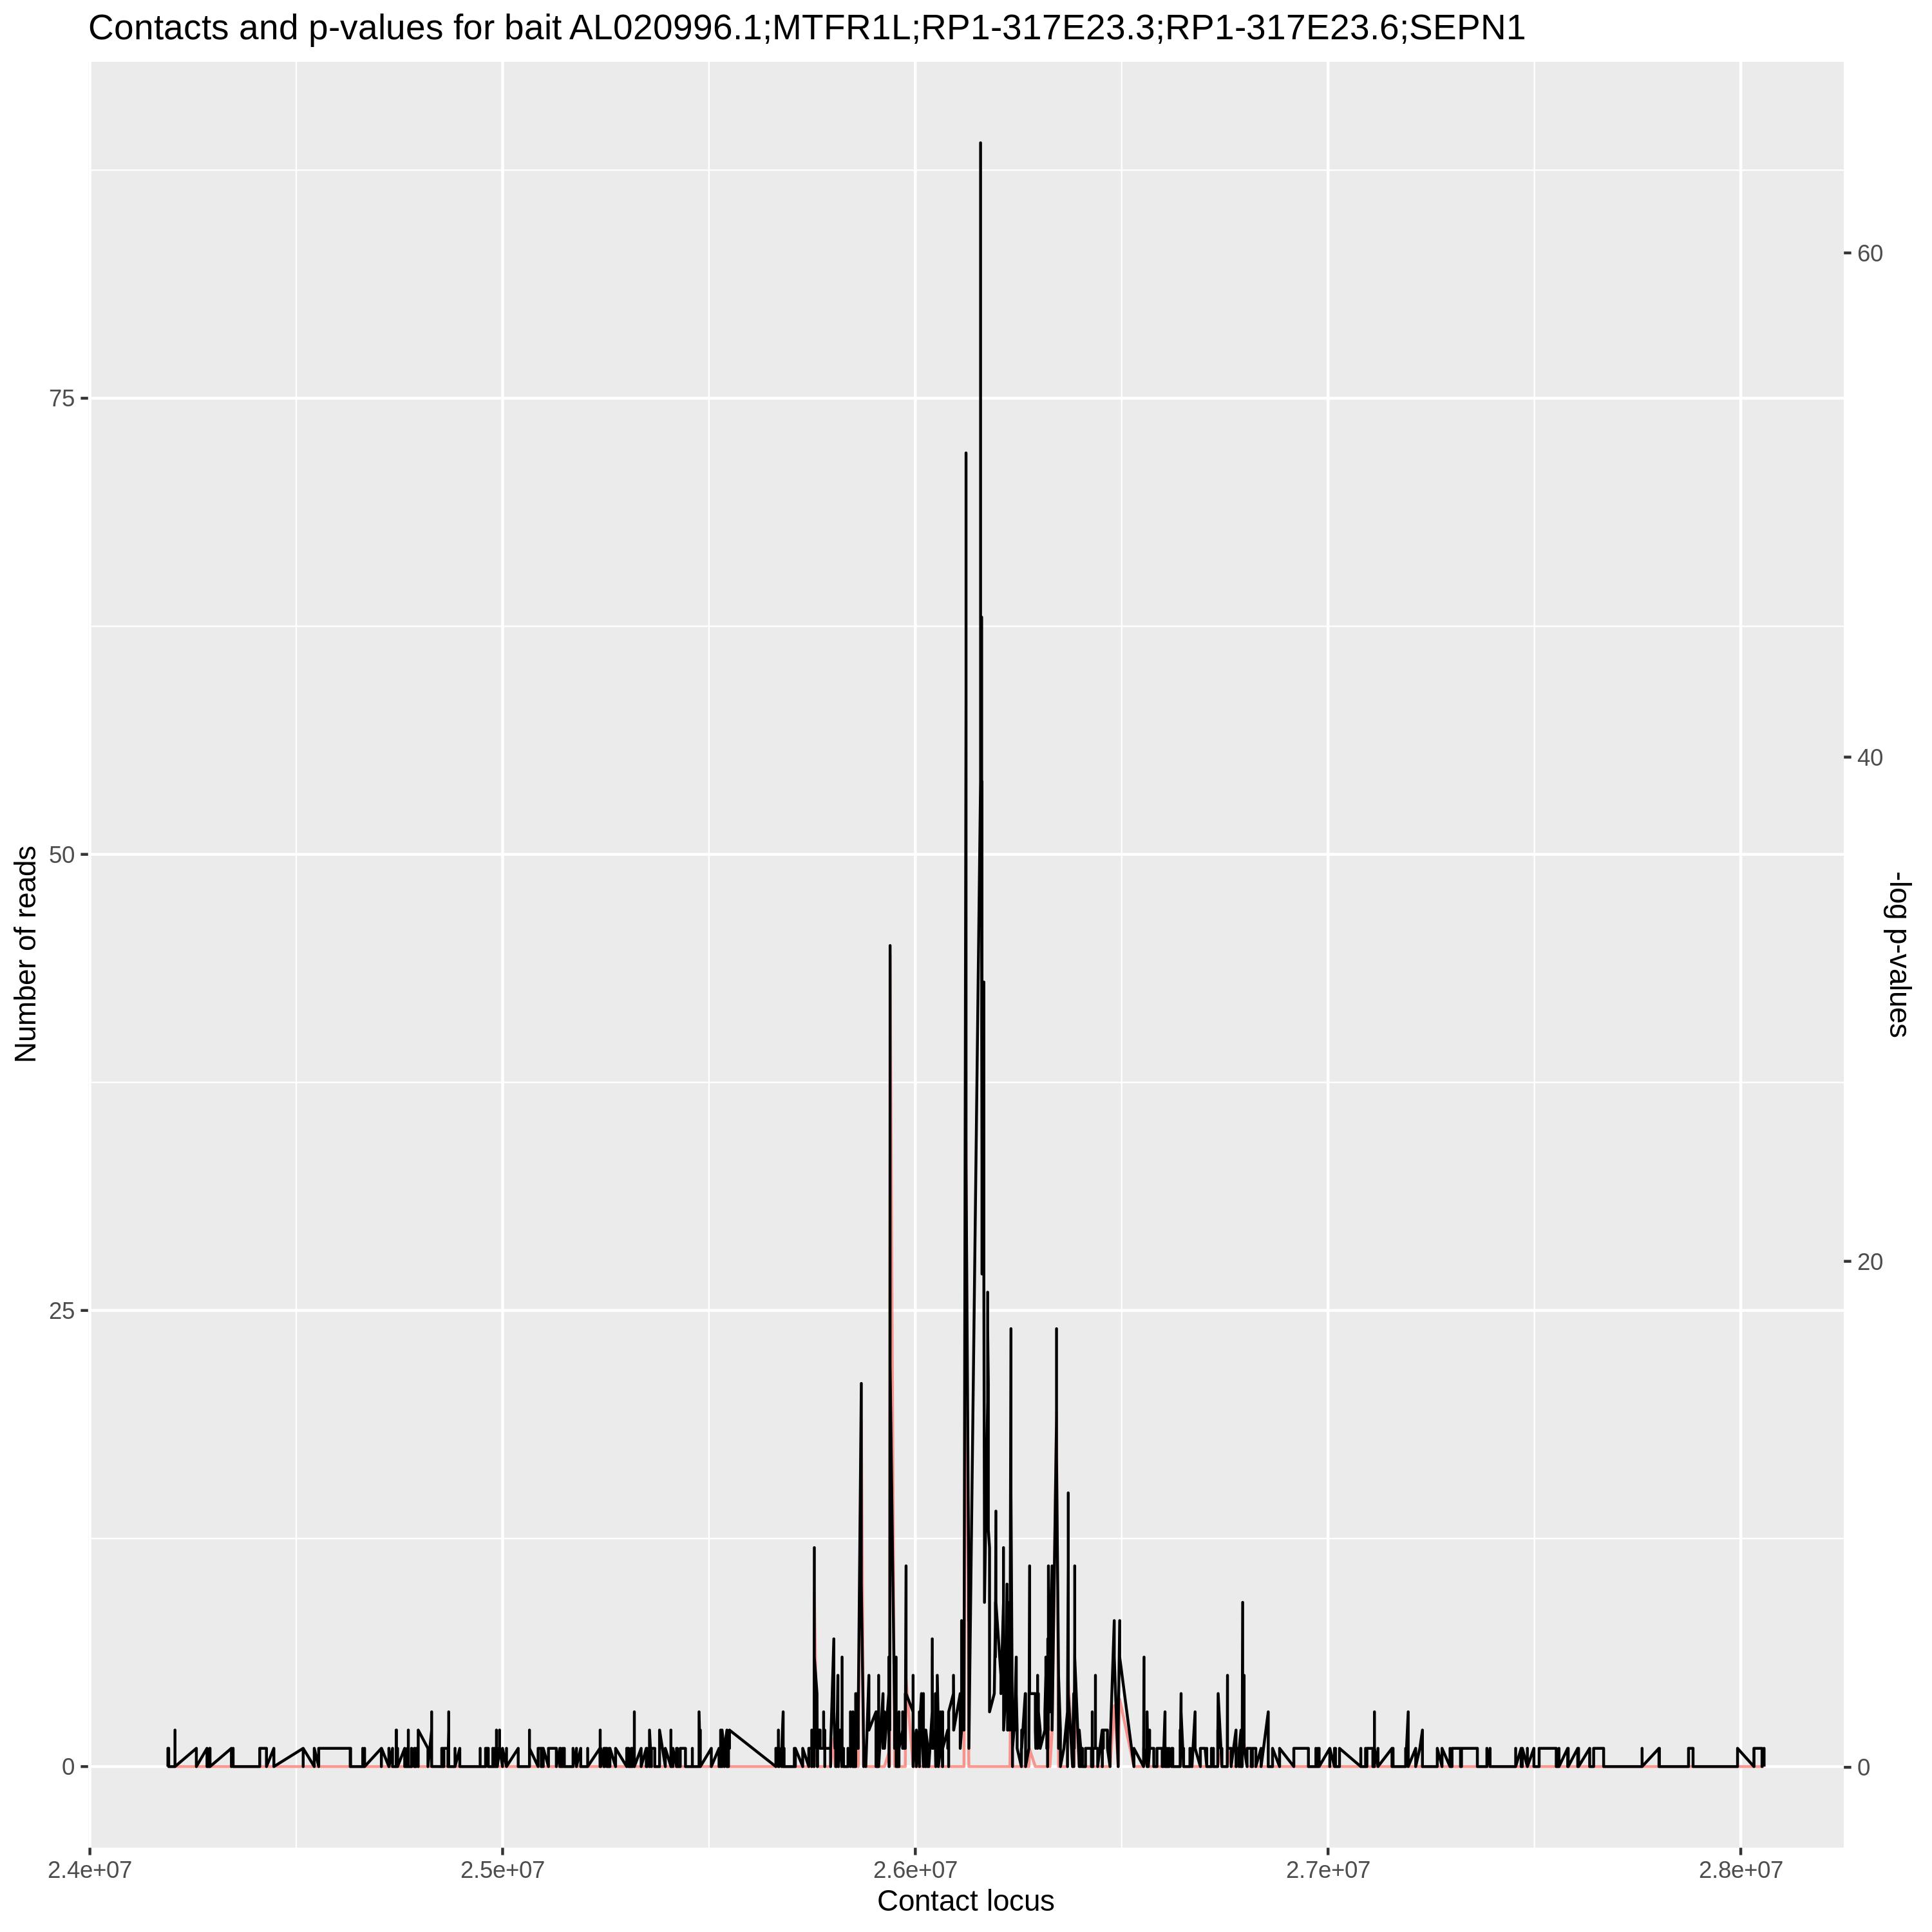 Contacts and p-values for bait AL020996.1;MTFR1L;RP1-317E23.3;RP1-317E23.6;SEPN1
60
75
40
50
Number of reads
-log p-values
20
25
0
0
2.4e+07
2.5e+07
2.6e+07
2.7e+07
2.8e+07
Contact locus